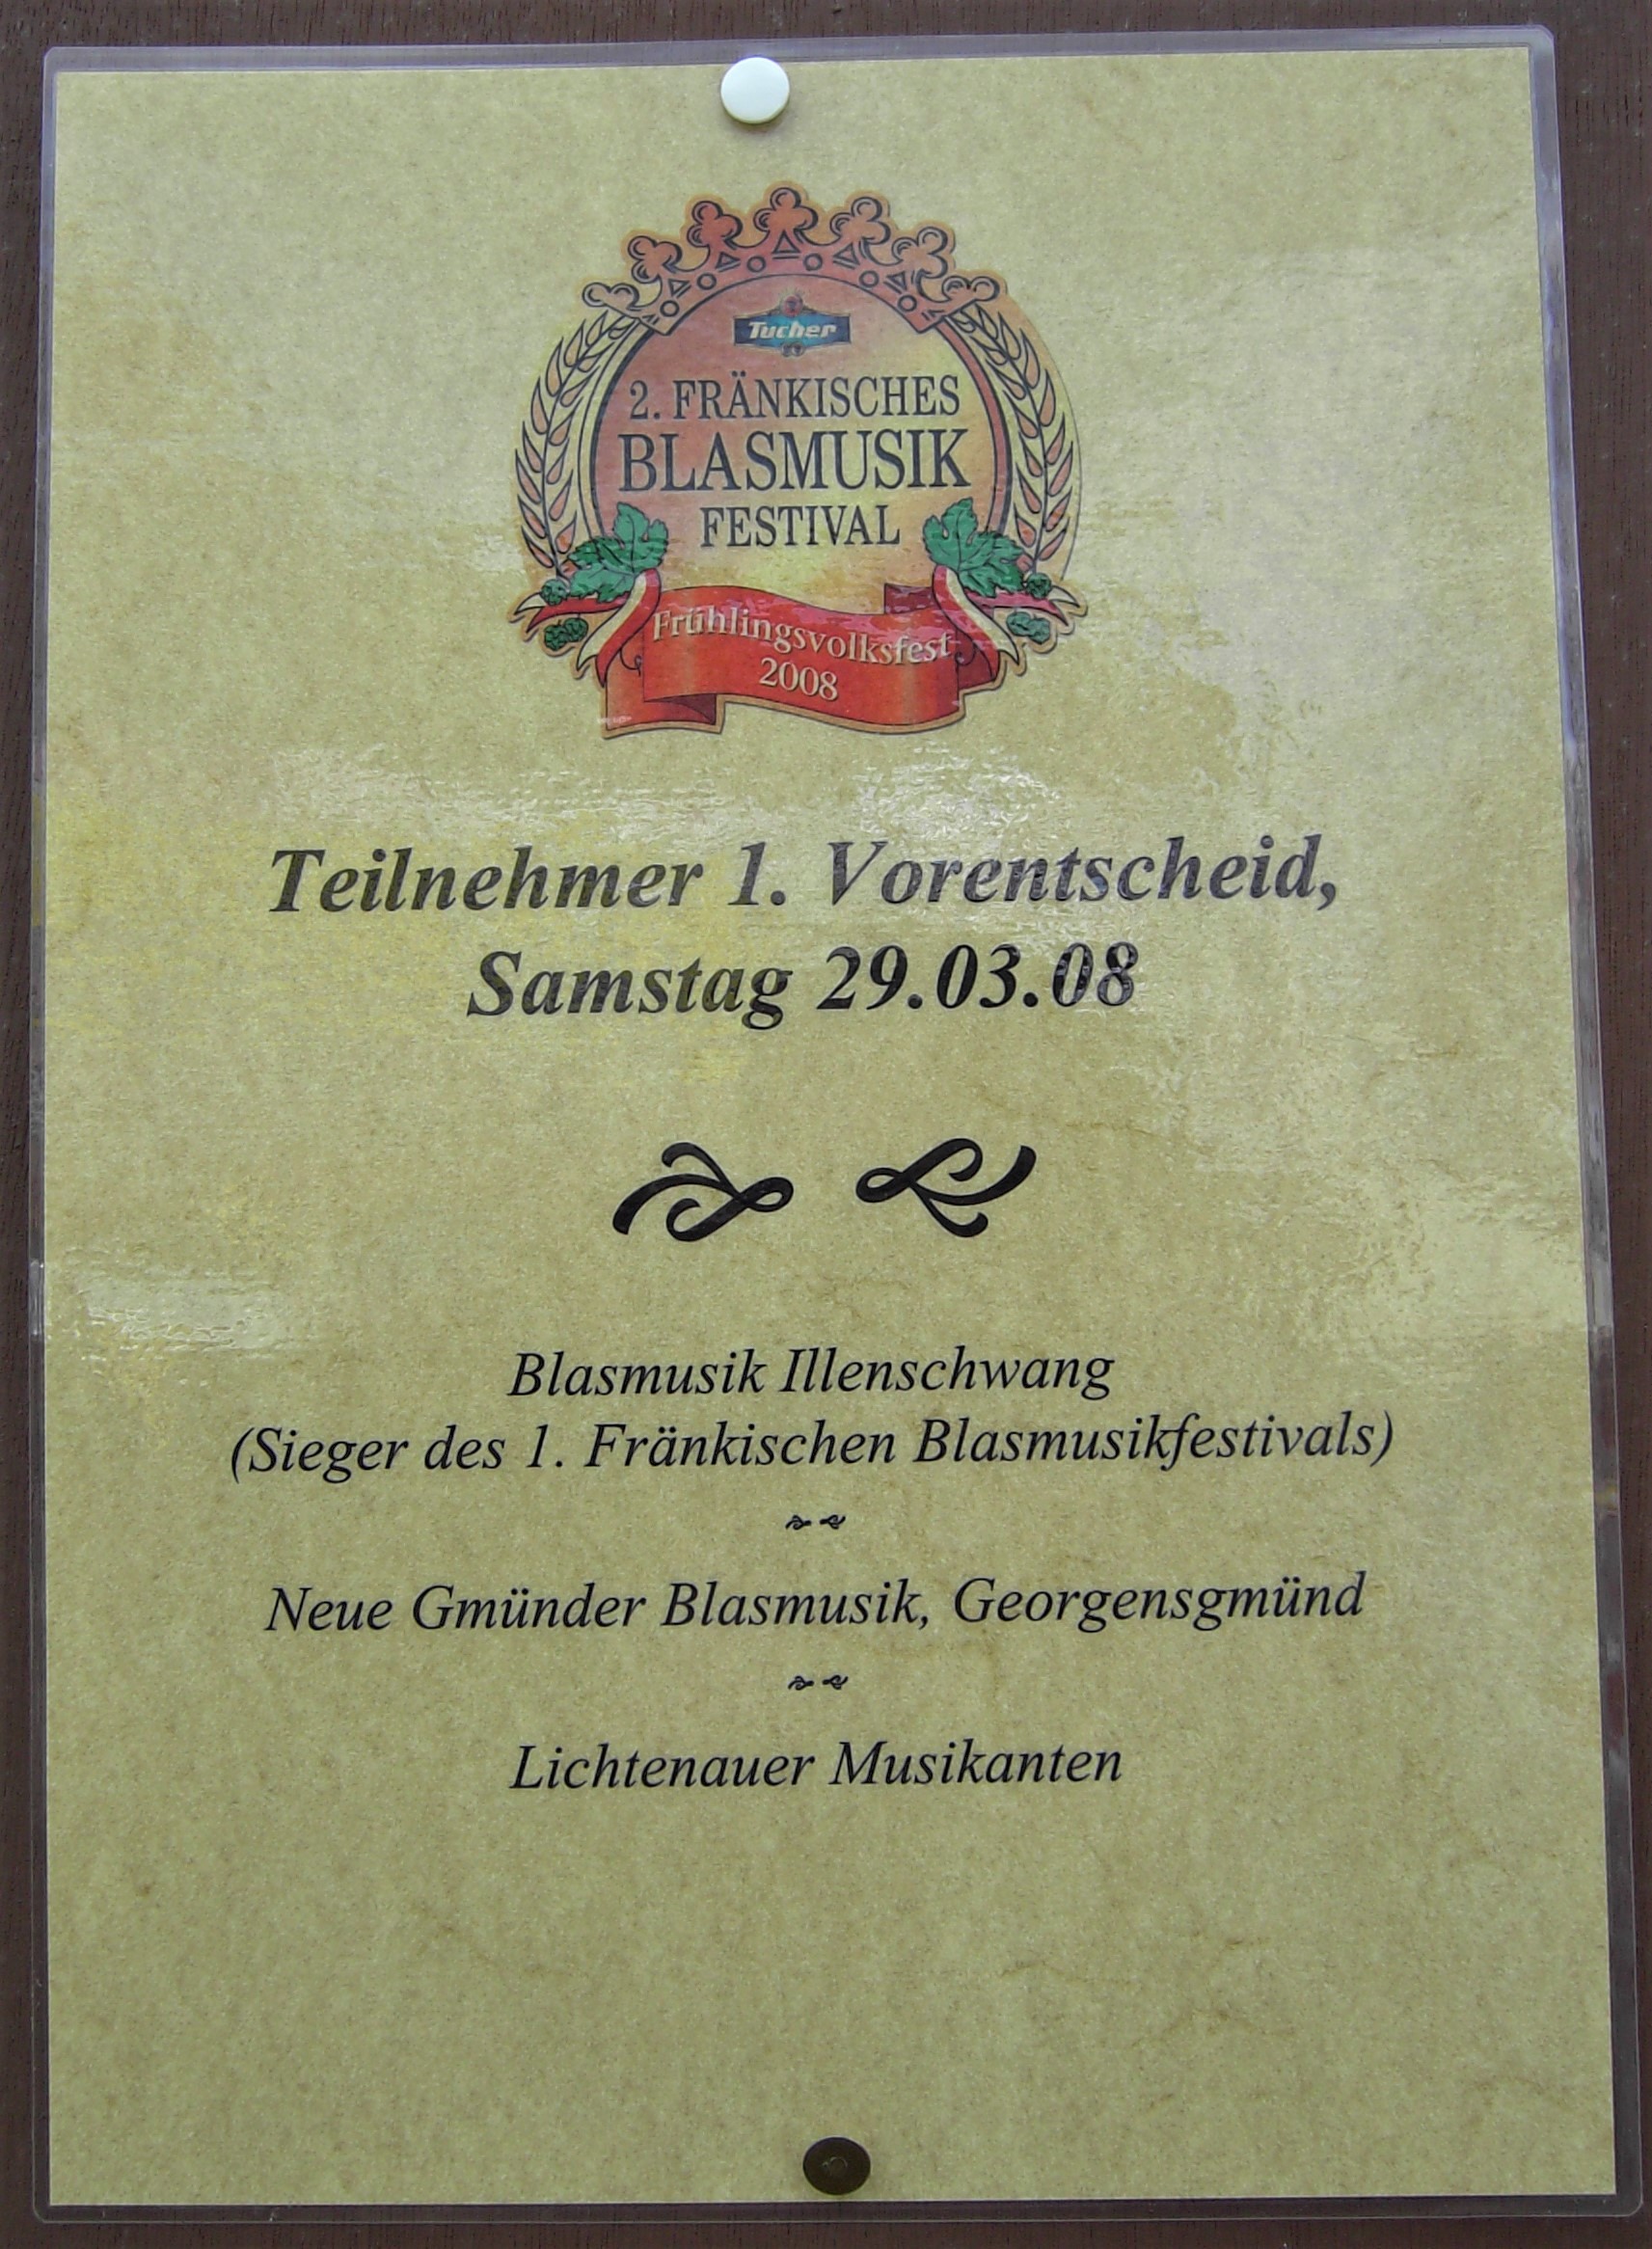 Tucher
2. FRÄNKISCHES
BLASMUSIK
FESTIVAL
Frühlingsvolksfest
2008
Teilnehmer 1. Vorentscheid,
Samstag 29.03.08
Blasmusik Illenschwang
(Sieger des 1. Fränkischen Blasmusikfestivals)
Neue Gmünder Blasmusik, Georgensgmünd
Lichtenauer Musikanten